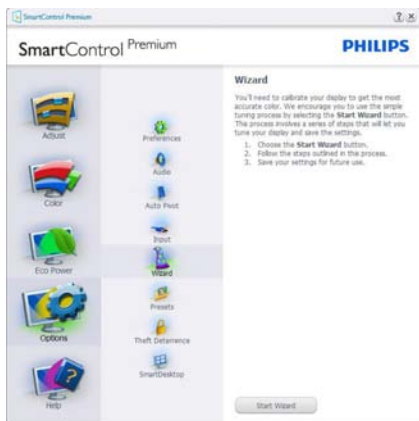 SmartControl Premium
SmartControl Premium
PHILIPS
Adjust
Color
Eco Power
Options
Help
Preferences
Audio
Auto Pivot
Input
Wizard
Presets
Theft Deterrence
SmartDesktop
Wizard
You'll need to calibrate your display to get the most
accurate color. We encourage you to use the simple
tuning process by selecting the Start Wizard button.
The process involves a series of steps that will let you
tune your display and save the settings.
1. Choose the Start Wizard button.
2. Follow the steps outlined in the process.
3. Save your settings for future use.
Start Wizard